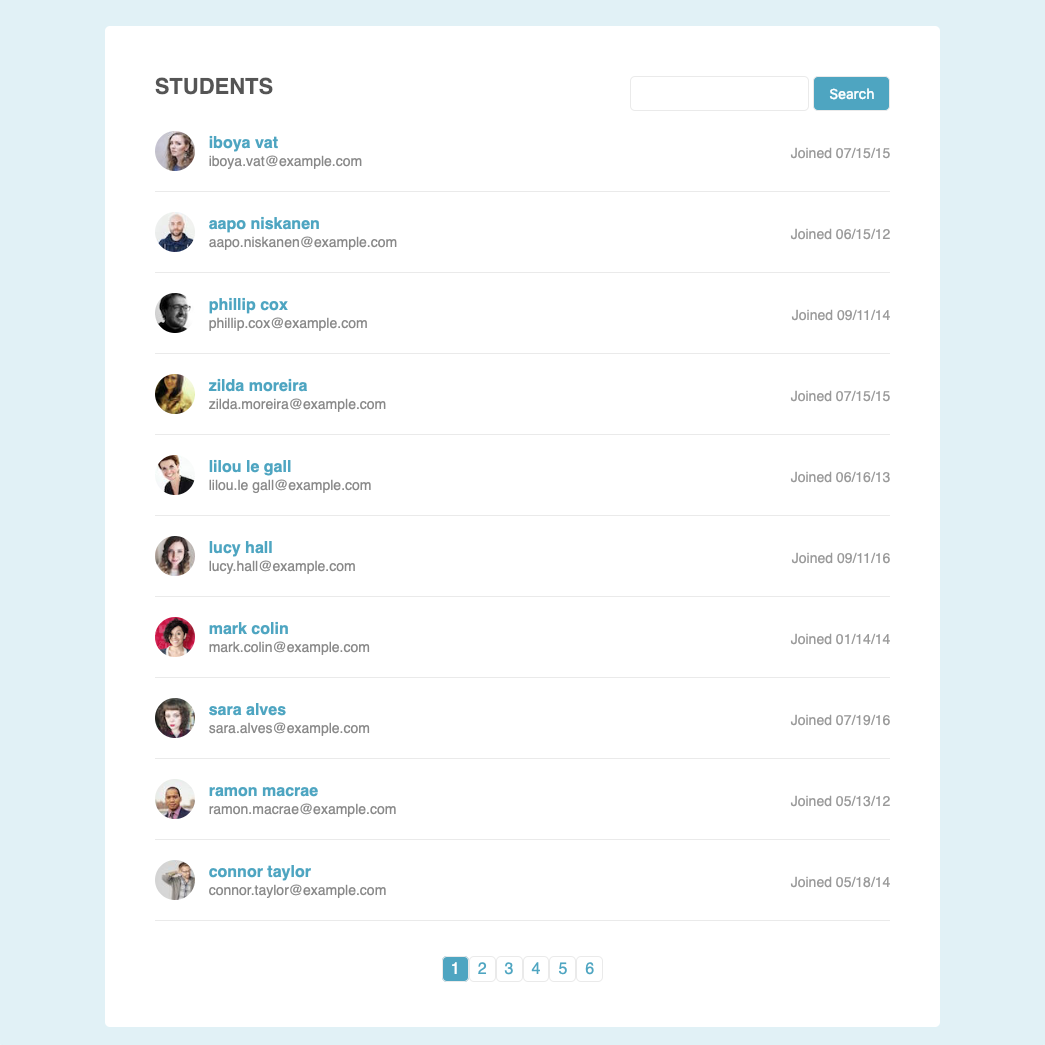 STUDENTS
Search
iboya vat
iboya.vat@example.com
Joined 07/15/15
aapo niskanen
aapo.niskanen@example.com
Joined 06/15/12
phillip cox
phillip.cox@example.com
Joined 09/11/14
zilda moreira
zilda.moreira@example.com
Joined 07/15/15
lilou le gall
lilou.le gall@example.com
Joined 06/16/13
lucy hall
lucy.hall@example.com
Joined 09/11/16
mark colin
mark.colin@example.com
Joined 01/14/14
sara alves
sara.alves@example.com
Joined 07/19/16
ramon macrae
ramon.macrae@example.com
Joined 05/13/12
connor taylor
connor.taylor@example.com
Joined 05/18/14
1 2 3 4 5 6